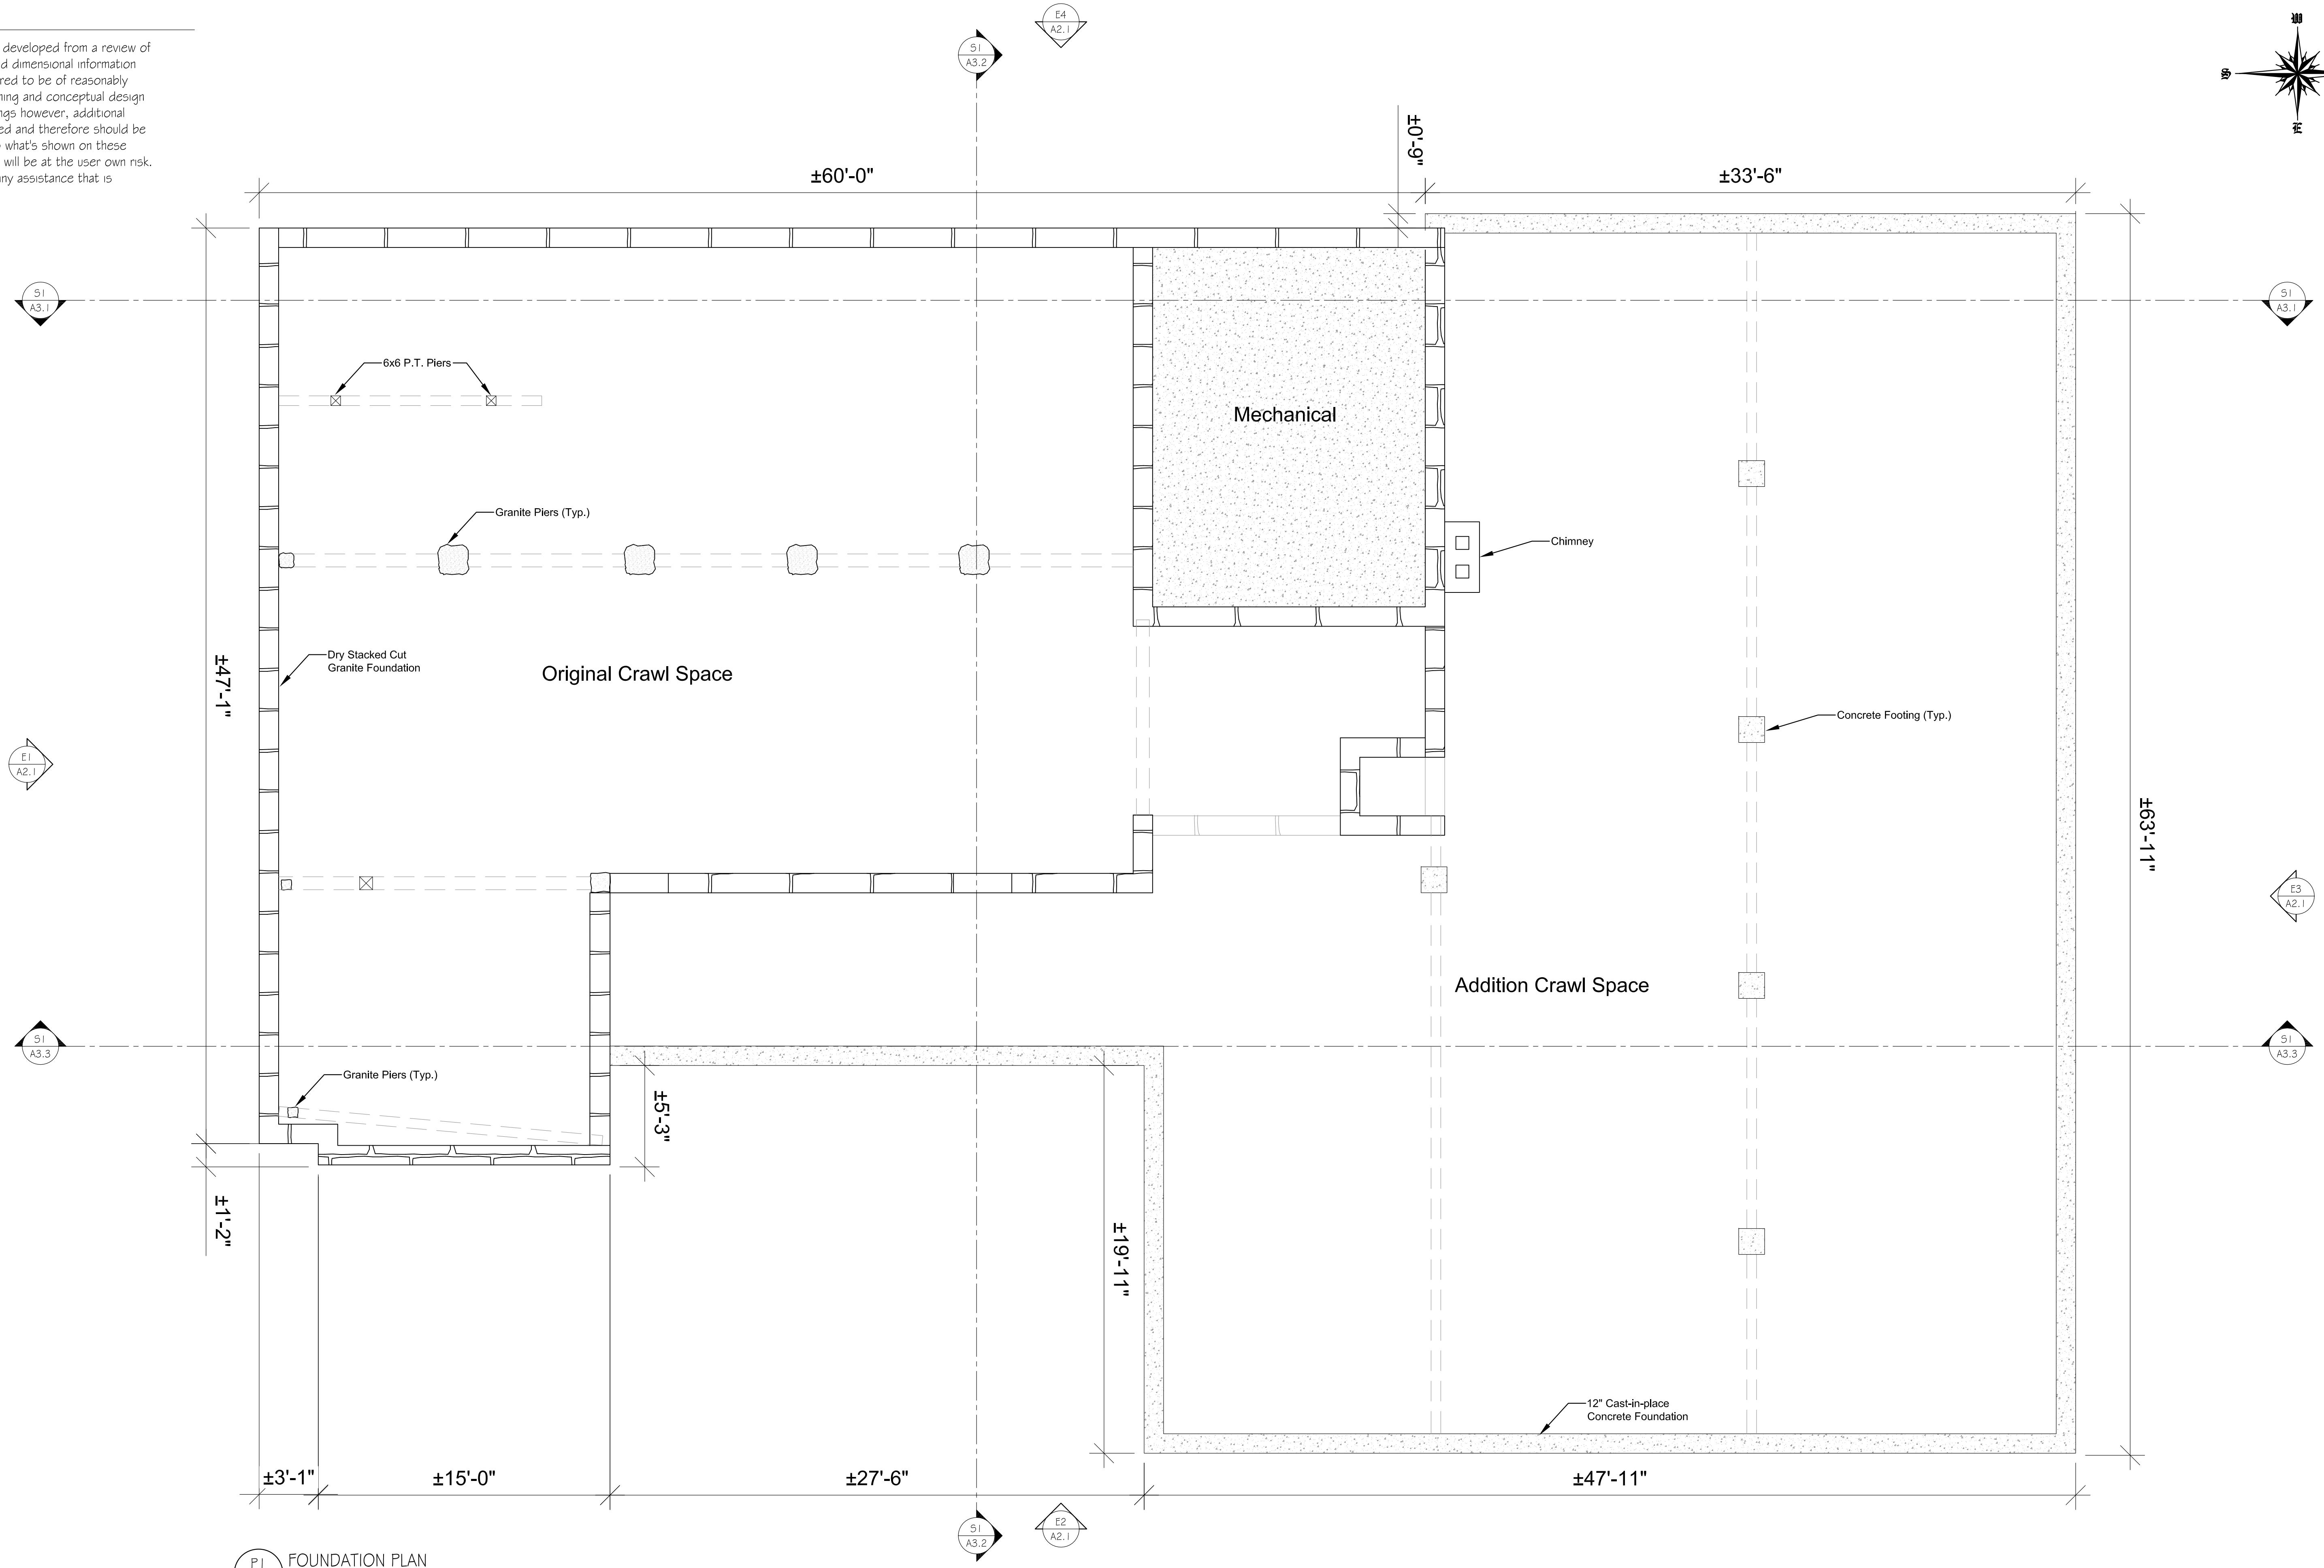 developed from a review of
d dimensional information
red to be of reasonably
ning and conceptual design
ngs however, additional
ed and therefore should be
what's shown on these
will be at the user own risk.
any assistance that is
E4
A2.1
S1
A3.2
W
S
E
±60'-0"
±0'-9"
±33'-6"
S1
A3.1
S1
A3.1
6x6 P.T. Piers
Mechanical
Granite Piers (Typ.)
Chimney
Dry Stacked Cut
Granite Foundation
Original Crawl Space
±47'-1"
Concrete Footing (Typ.)
E1
A2.1
±63'-11"
E3
A2.1
Addition Crawl Space
S1
A3.3
S1
A3.3
Granite Piers (Typ.)
±5'-3"
±1'-2"
±19'-11"
12" Cast-in-place
Concrete Foundation
±3'-1"
±15'-0"
±27'-6"
±47'-11"
S1
A3.2
E2
A2.1
P1
FOUNDATION PLAN